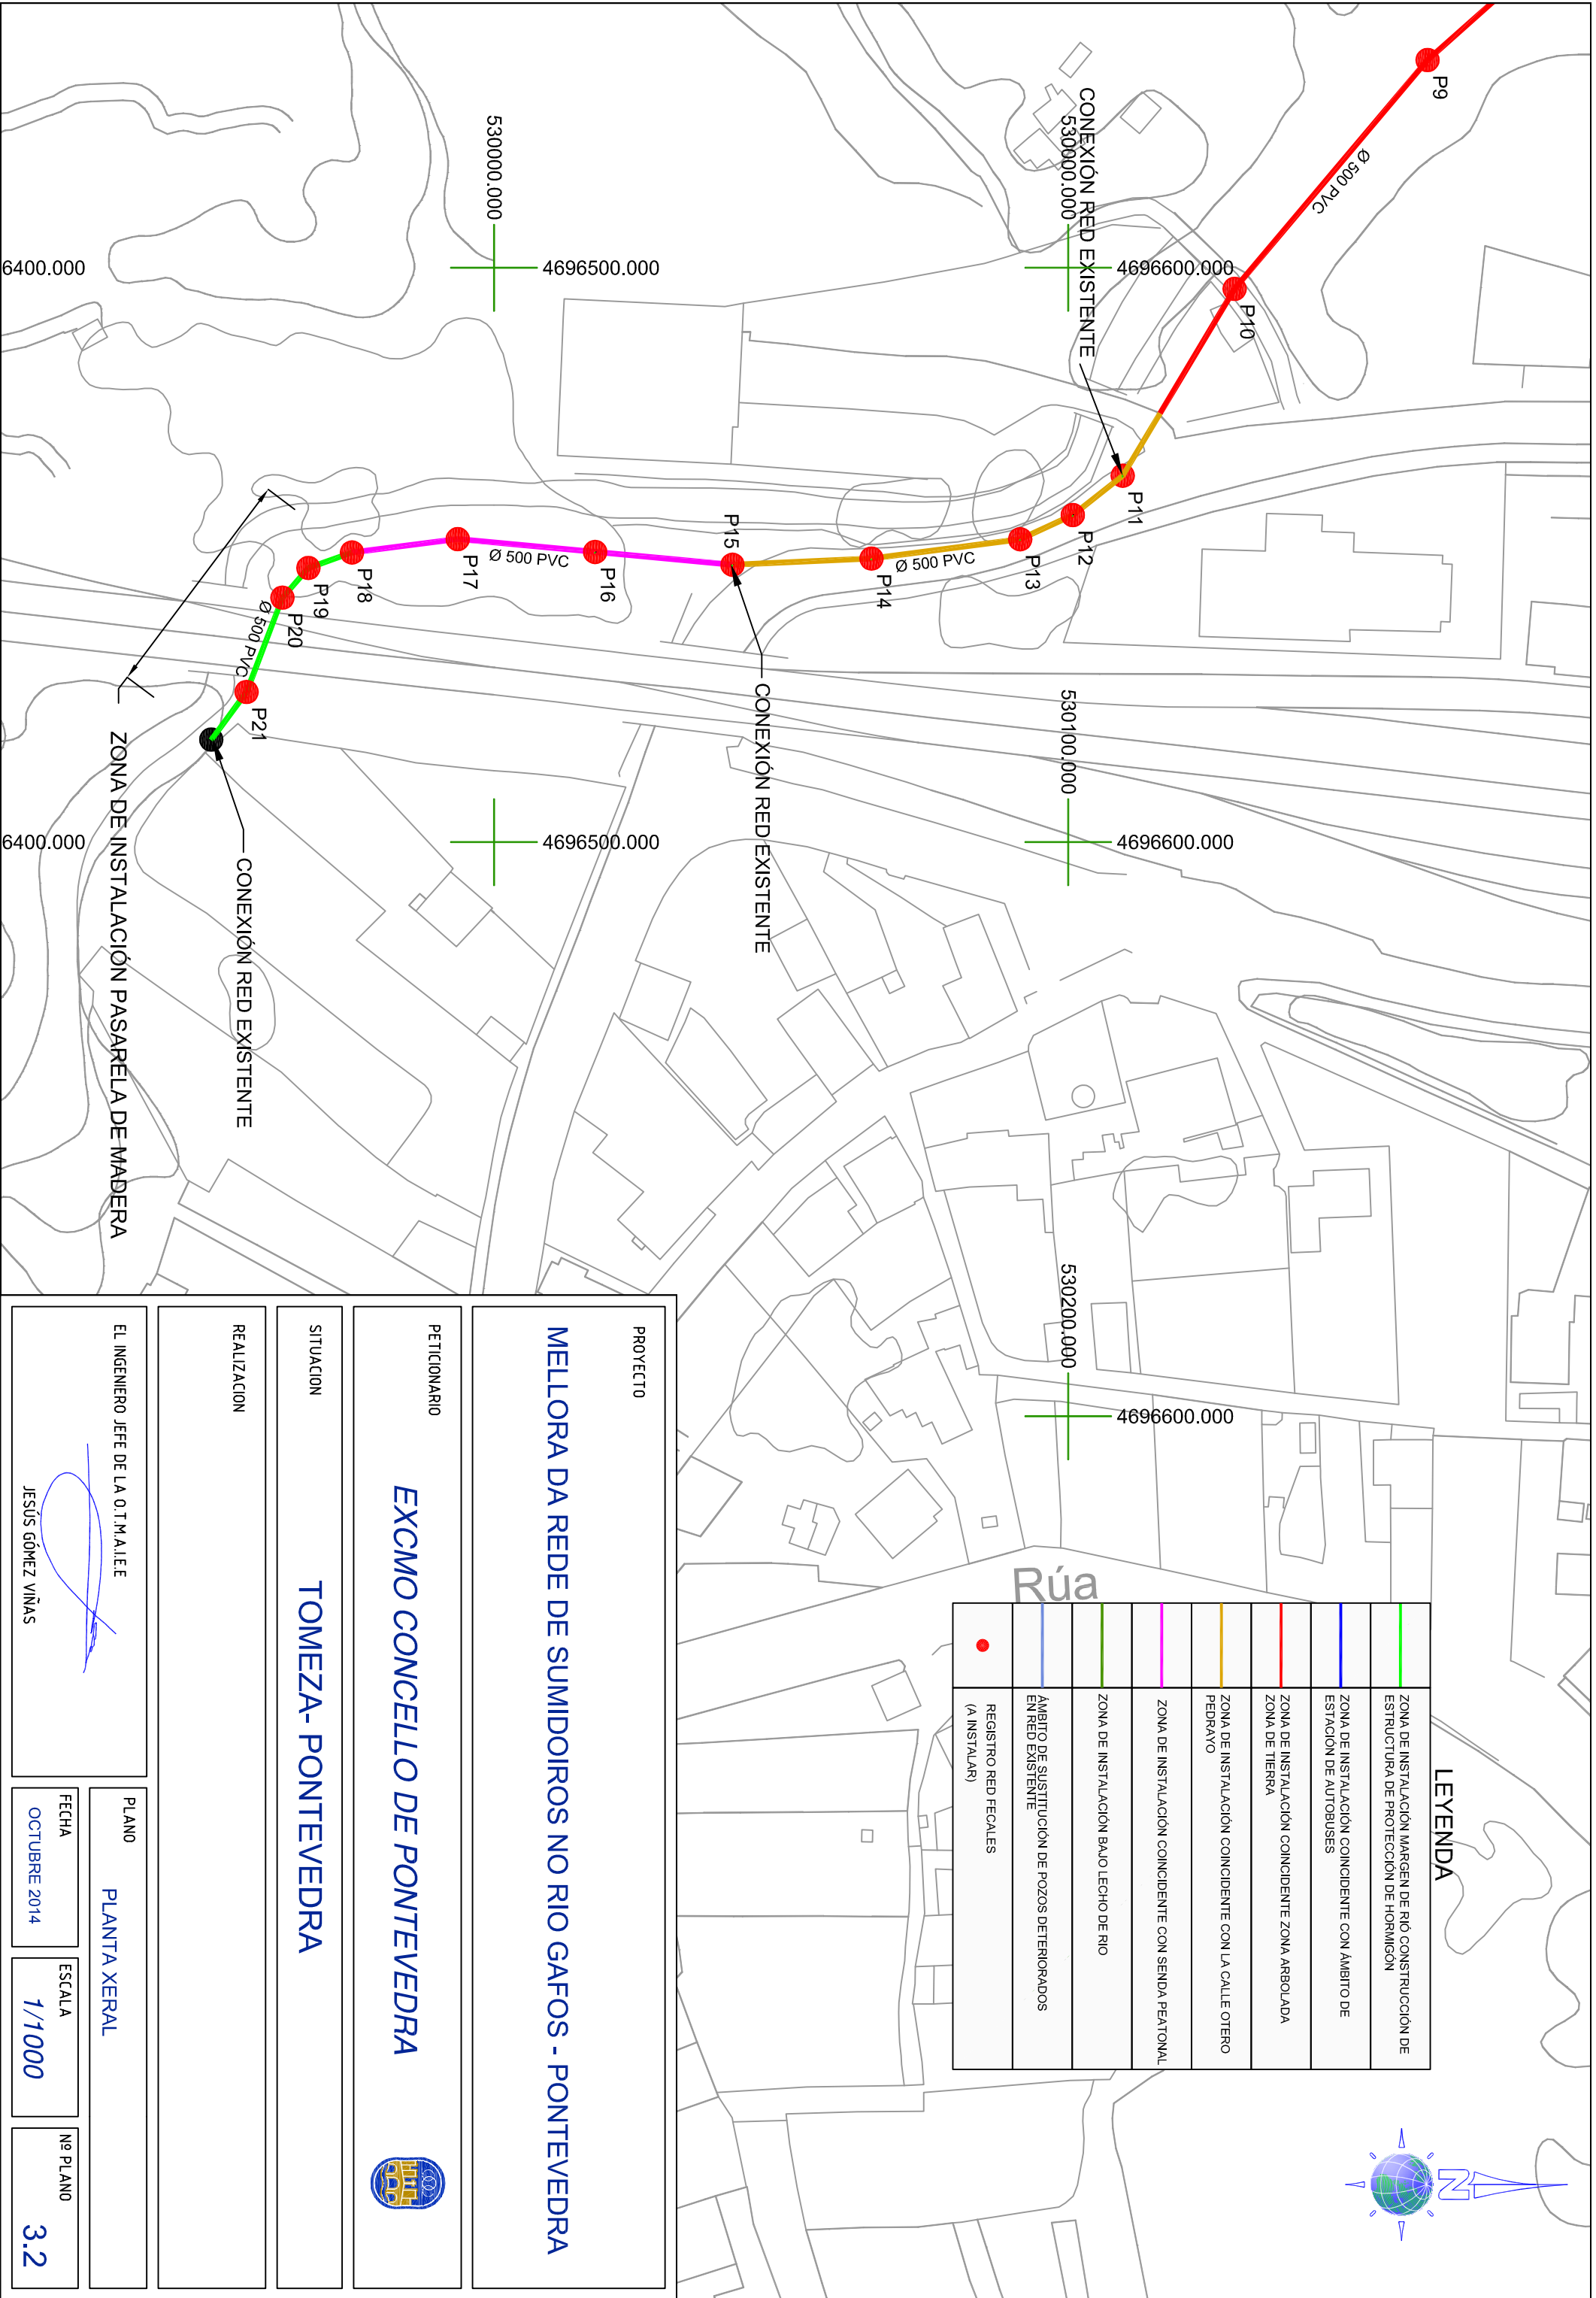 P9
Ø 500 PVC
P10
CONEXIÓN RED EXISTENTE
530000.000
4696600.000
530000.000
4696500.000
6400.000
P11
P12
P13
Ø 500 PVC
P14
P15
CONEXIÓN RED EXISTENTE
P16
Ø 500 PVC
P17
P18
P19
P20
Ø 500 PVC
P21
CONEXIÓN RED EXISTENTE
ZONA DE INSTALACIÓN PASARELA DE MADERA
530100.000
4696600.000
4696500.000
6400.000
530200.000
4696600.000
Rúa
LEYENDA
ZONA DE INSTALACIÓN MARGEN DE RIÓ CONSTRUCCIÓN DE
ESTRUCTURA DE PROTECCIÓN DE HORMIGÓN
ZONA DE INSTALACIÓN COINCIDENTE CON ÁMBITO DE
ESTACIÓN DE AUTOBUSES
ZONA DE INSTALACIÓN COINCIDENTE ZONA ARBOLADA
ZONA DE TIERRA
ZONA DE INSTALACIÓN COINCIDENTE CON LA CALLE OTERO
PEDRAYO
ZONA DE INSTALACIÓN COINCIDENTE CON SENDA PEATONAL
ZONA DE INSTALACIÓN BAJO LECHO DE RIO
ÁMBITO DE SUSTITUCIÓN DE POZOS DETERIORADOS
EN RED EXISTENTE
REGISTRO RED FECALES
(A INSTALAR)
N
PROYECTO
MELLORA DA REDE DE SUMIDOIROS NO RIO GAFOS - PONTEVEDRA
PETICIONARIO
EXCMO CONCELLO DE PONTEVEDRA
SITUACION
TOMEZA- PONTEVEDRA
REALIZACION
EL INGENIERO JEFE DE LA O.T.M.A.I.E.E
JESÚS GÓMEZ VIÑAS
PLANO
PLANTA XERAL
FECHA
OCTUBRE 2014
ESCALA
1/1000
Nº PLANO
3.2